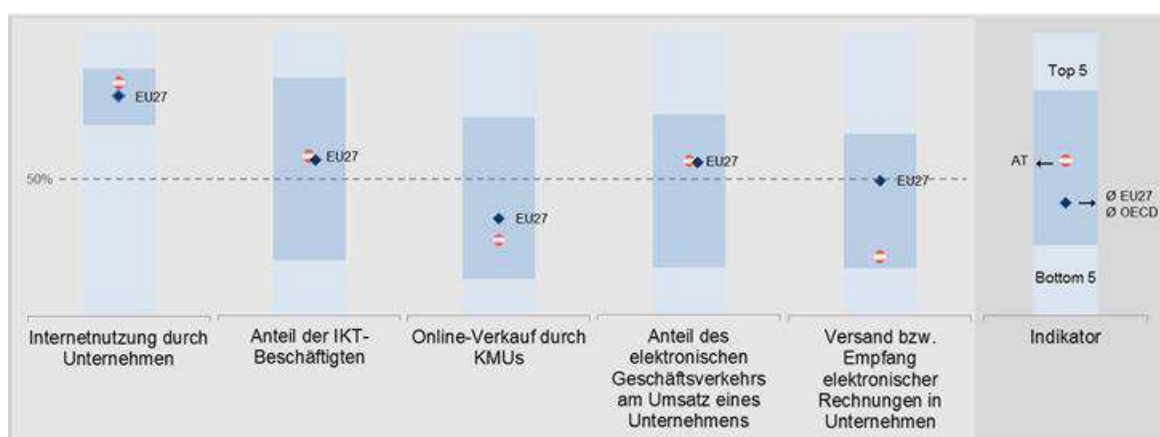 Top 5
EU27
EU27
EU27
EU27
EU27
50%
AT
Ø EU27
Ø OECD
Bottom 5
Internetnutzung durch
Unternehmen
Anteil der IKT-
Beschäftigten
Online-Verkauf durch
KMUs
Anteil des
elektronischen
Geschäftsverkehrs
am Umsatz eines
Unternehmens
Versand bzw.
Empfang
elektronischer
Rechnungen in
Unternehmen
Indikator